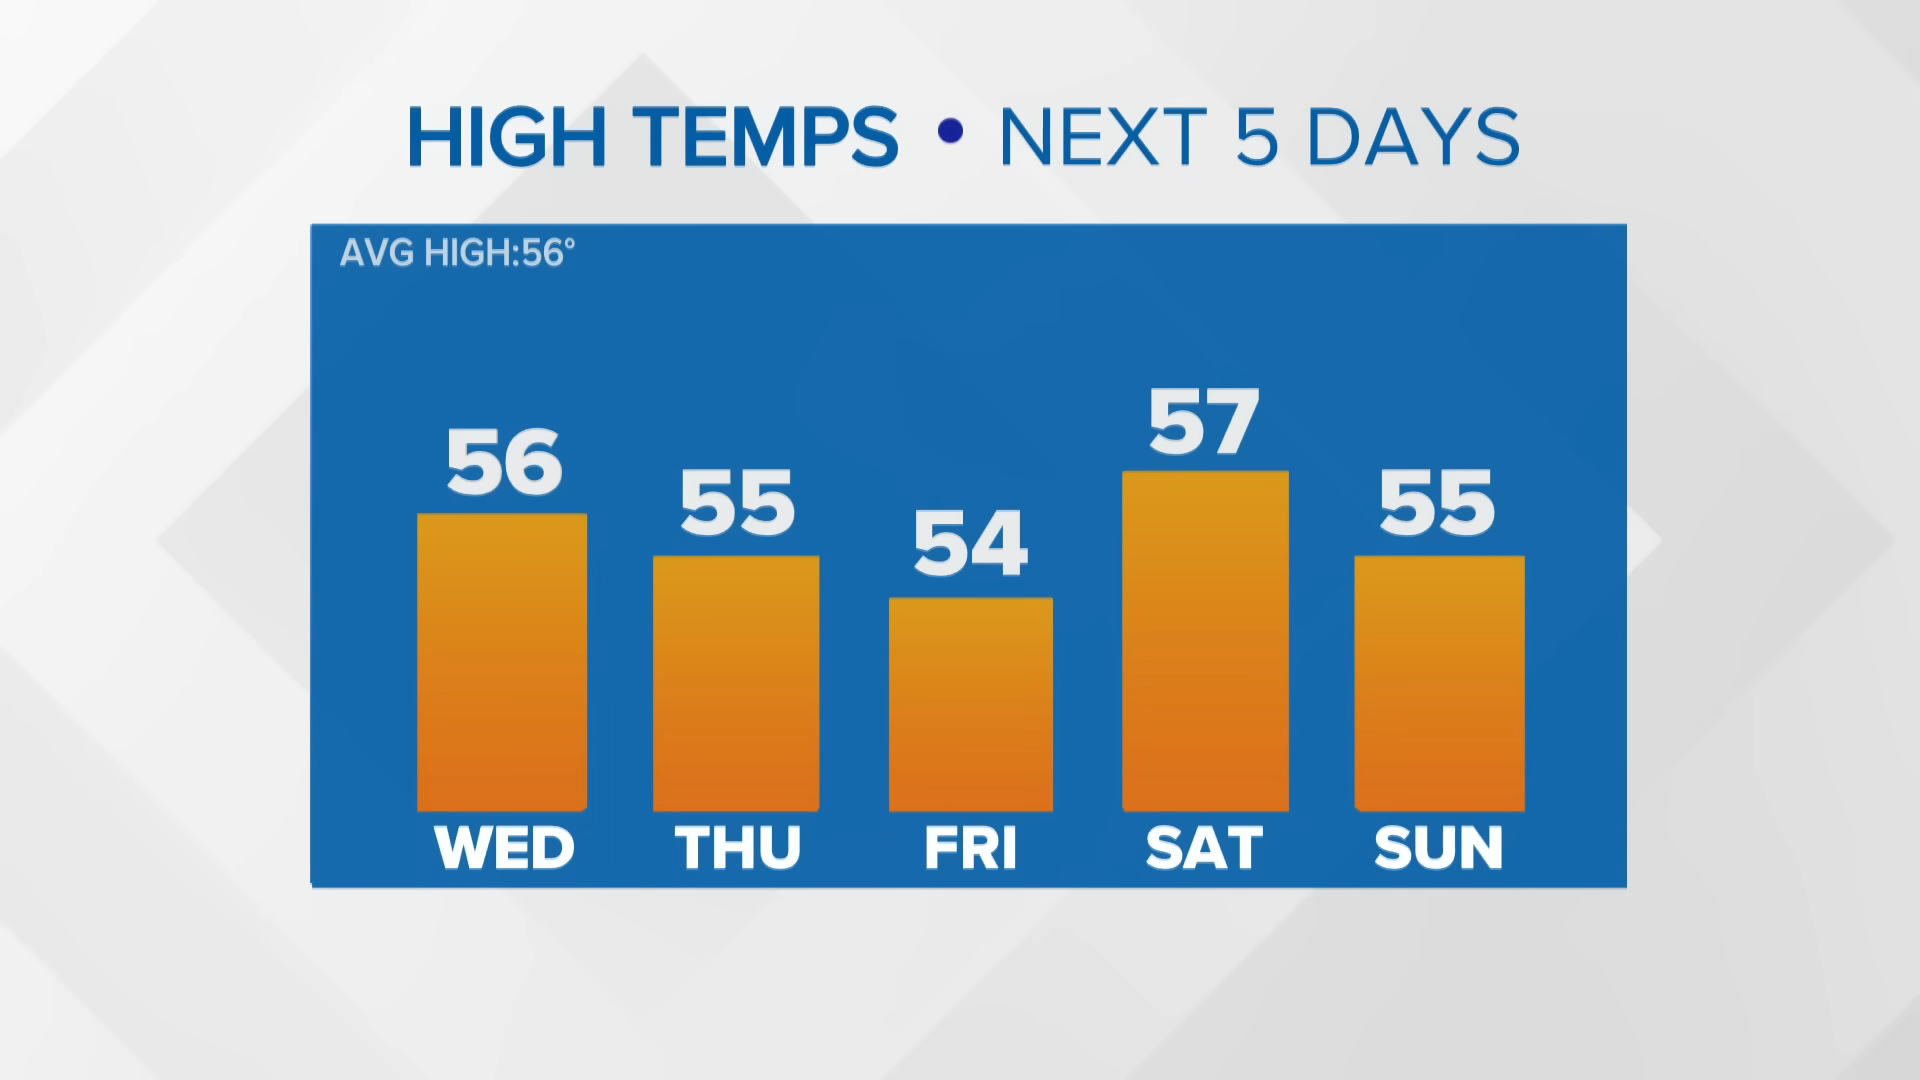 HIGH TEMPS • NEXT 5 DAYS
AVG HIGH:56°
56 55 54 57 55
WED THU FRI SAT SUN